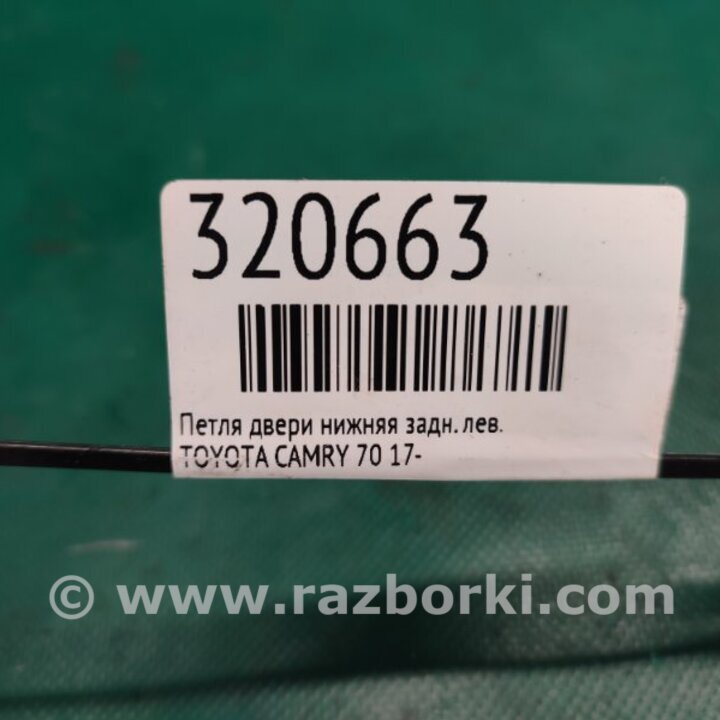 320663
Петля двери нижняя задн. лев.
TOYOTA CAMRY 70 17-
© www.razborki.com